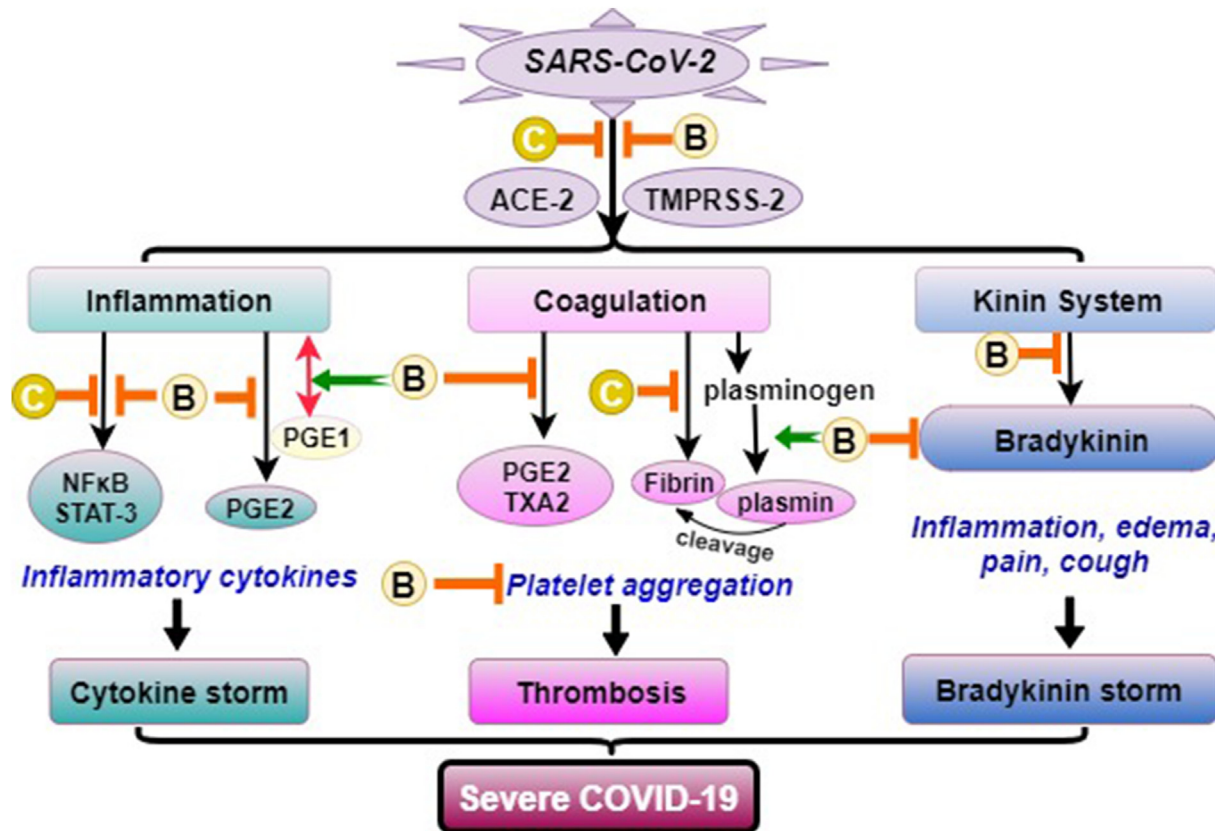 SARS-CoV-2
C
B
ACE-2
TMPRSS-2
Inflammation
Coagulation
Kinin System
B
C
B
B
C
plasminogen
PGE1
B
Bradykinin
NFκB
STAT-3
PGE2
PGE2
TXA2
Fibrin
plasmin
cleavage
Inflammatory cytokines
B
Platelet aggregation
Inflammation, edema,
pain, cough
Cytokine storm
Thrombosis
Bradykinin storm
Severe COVID-19